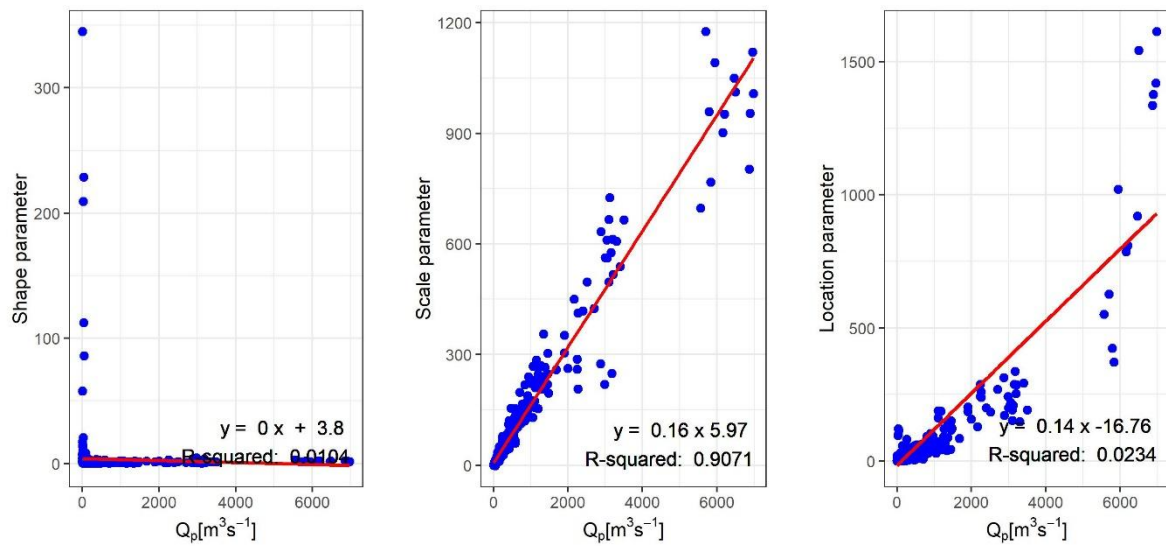 Shape parameter
300
200
100
0
y = 0 x + 3.8
R-squared: 0.0104
0 2000 4000 6000
Qₚ[m³s⁻¹]
Scale parameter
1200
900
600
300
0
y = 0.16 x 5.97
R-squared: 0.9071
0 2000 4000 6000
Qₚ[m³s⁻¹]
Location parameter
1500
1000
500
0
y = 0.14 x -16.76
R-squared: 0.0234
0 2000 4000 6000
Qₚ[m³s⁻¹]